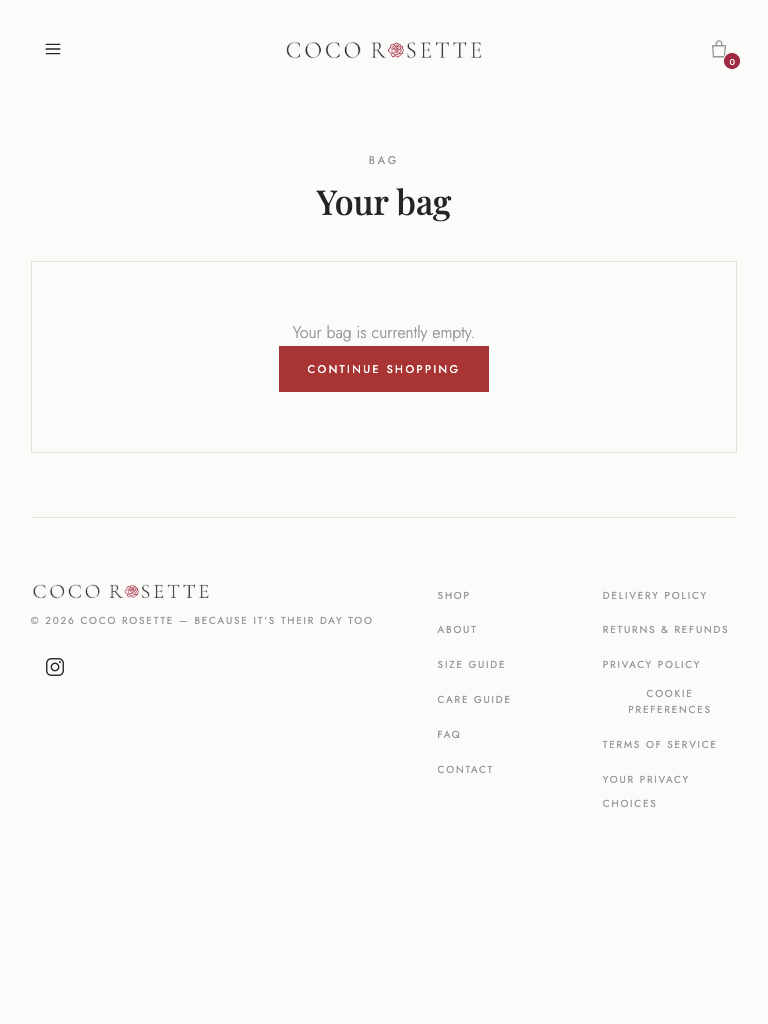 COCO ROSETTE
0
BAG
Your bag
Your bag is currently empty.
CONTINUE SHOPPING
COCO ROSETTE
© 2026 COCO ROSETTE — BECAUSE IT'S THEIR DAY TOO
SHOP
ABOUT
SIZE GUIDE
CARE GUIDE
FAQ
CONTACT
DELIVERY POLICY
RETURNS & REFUNDS
PRIVACY POLICY
COOKIE
PREFERENCES
TERMS OF SERVICE
YOUR PRIVACY
CHOICES